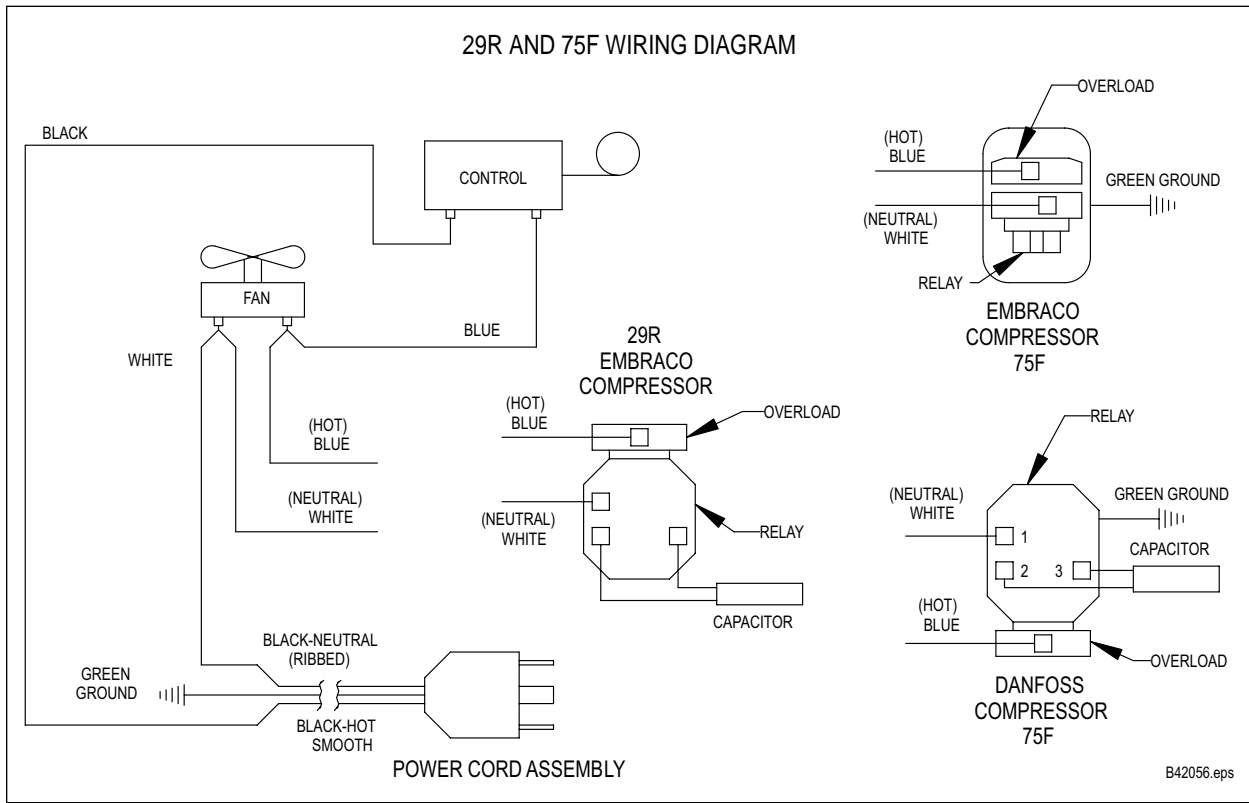 29R AND 75F WIRING DIAGRAM
BLACK
CONTROL
FAN
WHITE
BLUE
(HOT)
BLUE
(NEUTRAL)
WHITE
BLACK-NEUTRAL
(RIBBED)
GREEN
GROUND
BLACK-HOT
SMOOTH
POWER CORD ASSEMBLY
29R
EMBRACO
COMPRESSOR
(HOT)
BLUE
OVERLOAD
(NEUTRAL)
WHITE
RELAY
CAPACITOR
OVERLOAD
(HOT)
BLUE
GREEN GROUND
(NEUTRAL)
WHITE
RELAY
EMBRACO
COMPRESSOR
75F
RELAY
(NEUTRAL)
WHITE
GREEN GROUND
1
CAPACITOR
2 3
(HOT)
BLUE
OVERLOAD
DANFOSS
COMPRESSOR
75F
B42056.eps